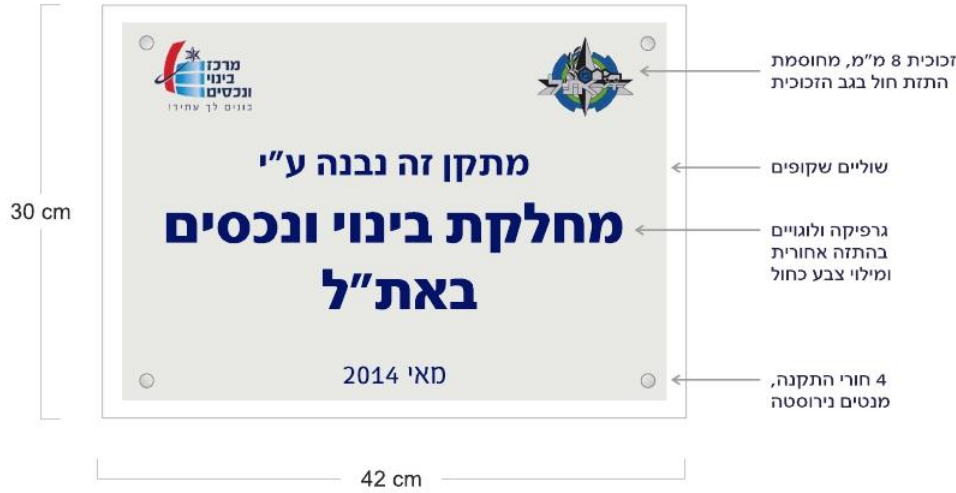 מרכז
בינוי
ונכסים
בונים לך עתיד!
מתקן זה נבנה ע"י
מחלקת בינוי ונכסים
באת"ל
מאי 2014
זכוכית 8 מ"מ, מחוסמת
התזת חול בגב הזכוכית
שוליים שקופים
גרפיקה ולוגויים
בהתזה אחורית
ומילוי צבע כחול
4 חורי התקנה,
מנטים נירוסטה
30 cm
42 cm